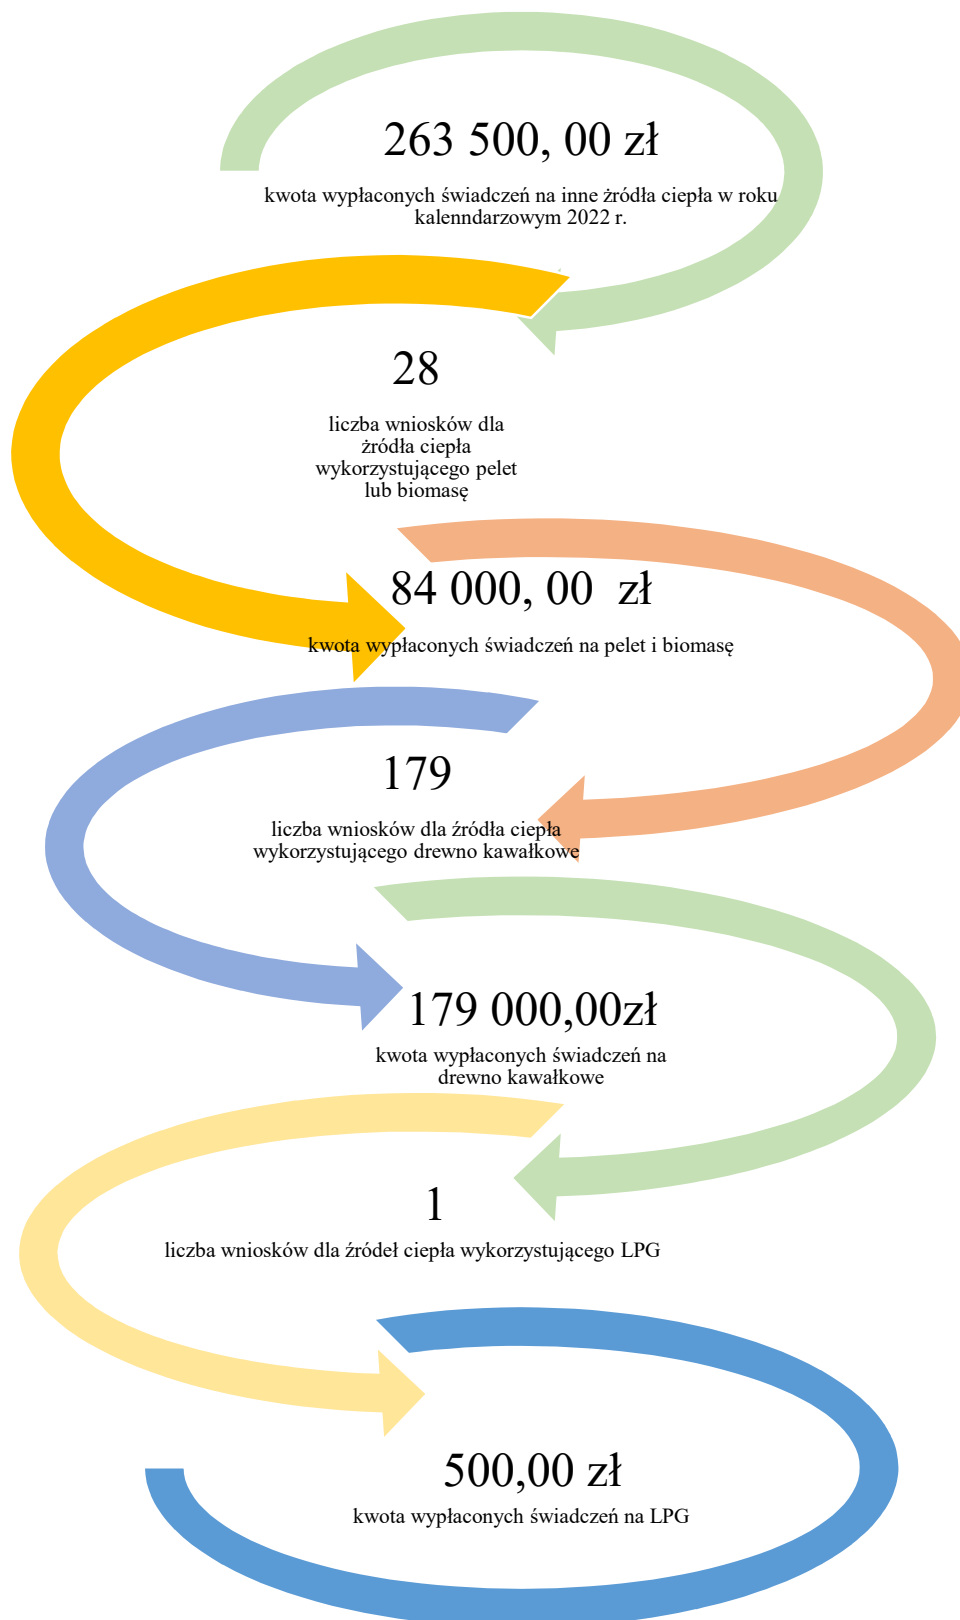 263 500, 00 zł
kwota wypłaconych świadczeń na inne żródła ciepła w roku
kalenndarzowym 2022 r.
28
liczba wniosków dla
żródła ciepła
wykorzystującego pelet
lub biomasę
84 000, 00 zł
kwota wypłaconych świadczeń na pelet i biomasę
179
liczba wniosków dla źródła ciepła
wykorzystującego drewno kawałkowe
179 000,00zł
kwota wypłaconych świadczeń na
drewno kawałkowe
1
liczba wniosków dla źródeł ciepła wykorzystującego LPG
500,00 zł
kwota wypłaconych świadczeń na LPG